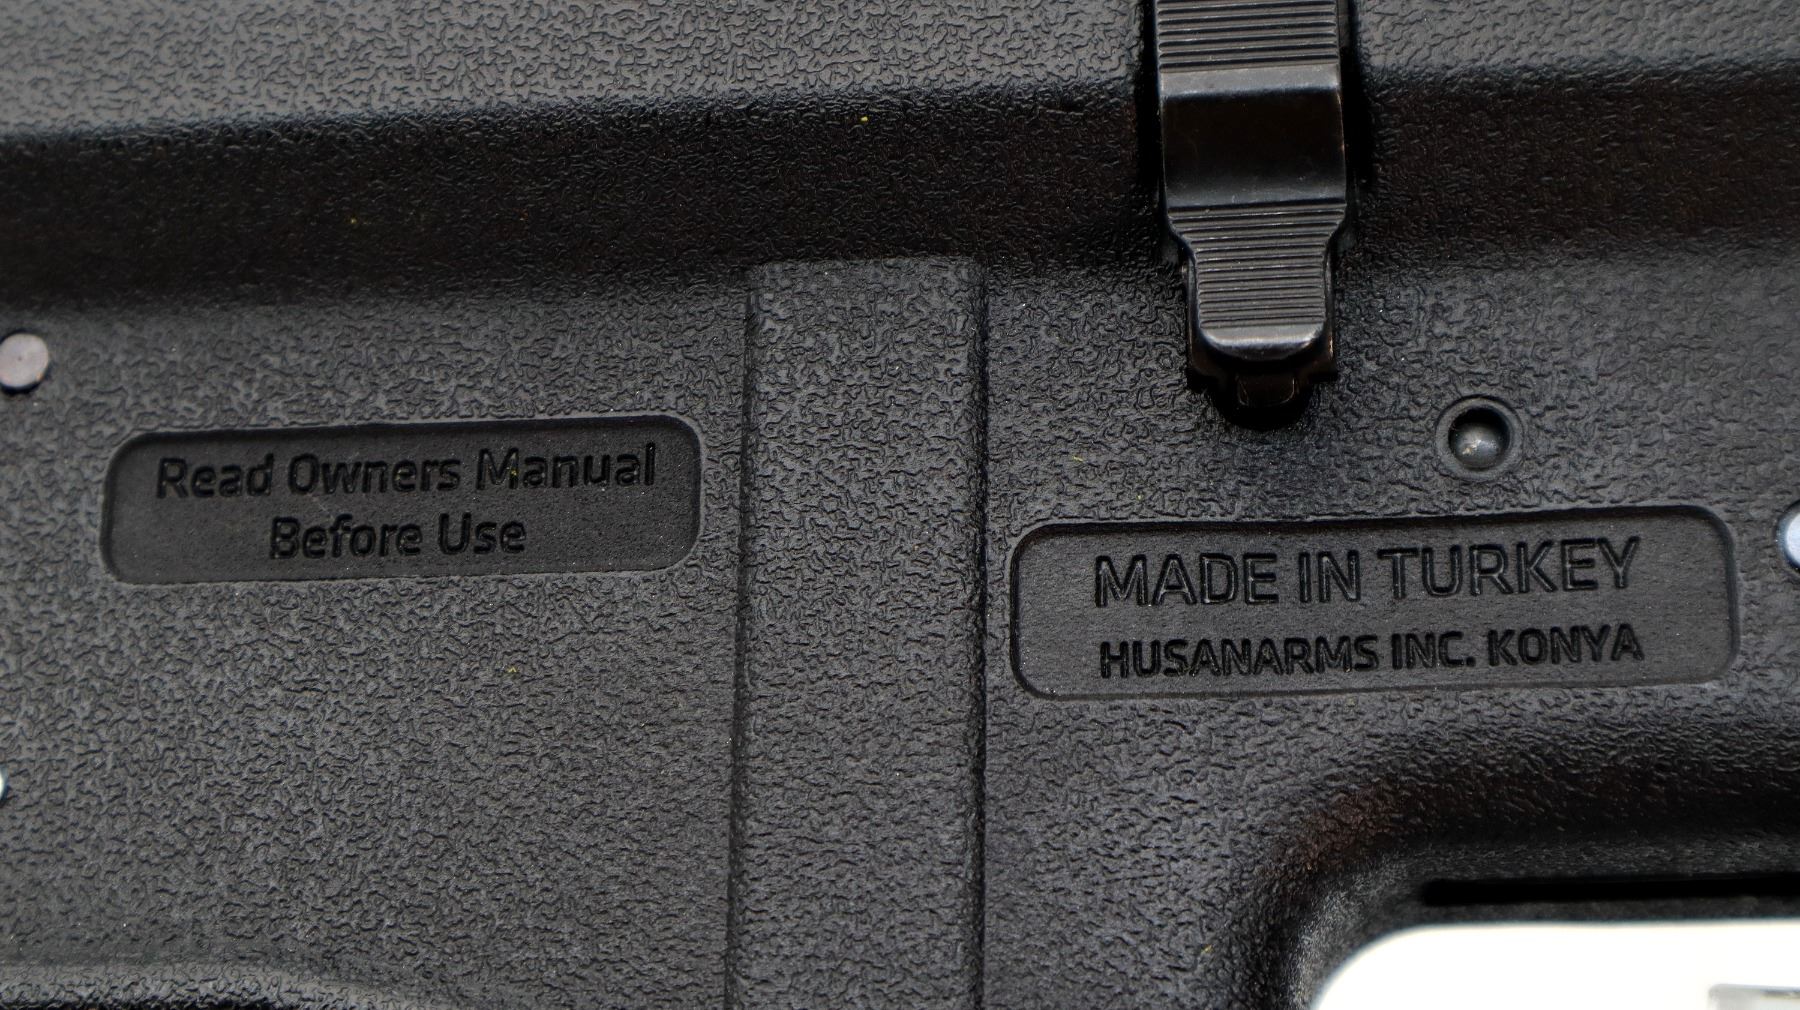 Read Owners Manual
Before Use
MADE IN TURKEY
HUSANARMS INC. KONYA